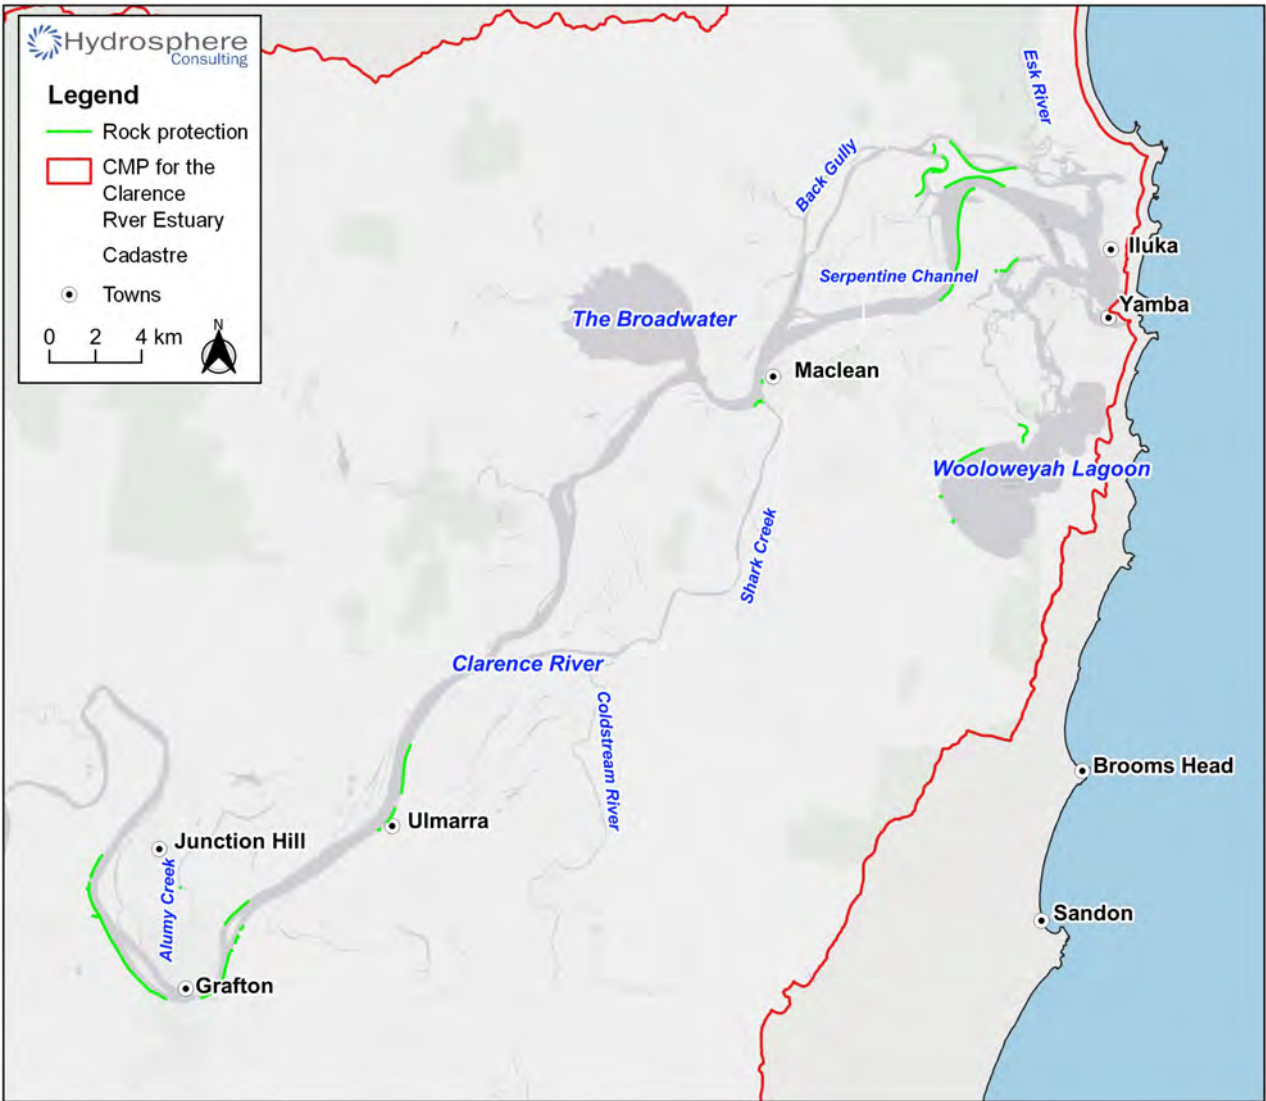 Hydrosphere
Consulting
Legend
Rock protection
CMP for the
Clarence
Rver Estuary
Cadastre
Towns
0 2 4 km
N
Esk River
Back Gully
Iluka
Serpentine Channel
Yamba
The Broadwater
Maclean
Wooloweyah Lagoon
Shark Creek
Clarence River
Coldstream River
Brooms Head
Ulmarra
Junction Hill
Alumy Creek
Sandon
Grafton